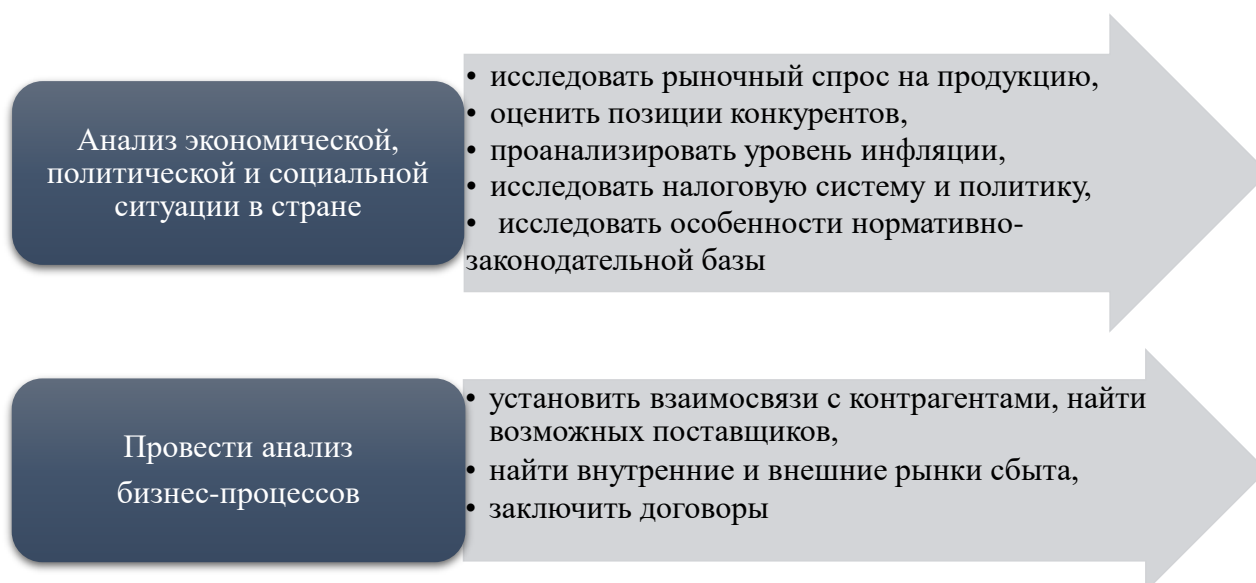 Анализ экономической,
политической и социальной
ситуации в стране
• исследовать рыночный спрос на продукцию,
• оценить позиции конкурентов,
• проанализировать уровень инфляции,
• исследовать налоговую систему и политику,
• исследовать особенности нормативно-
законодательной базы
Провести анализ
бизнес-процессов
• установить взаимосвязи с контрагентами, найти
возможных поставщиков,
• найти внутренние и внешние рынки сбыта,
• заключить договоры